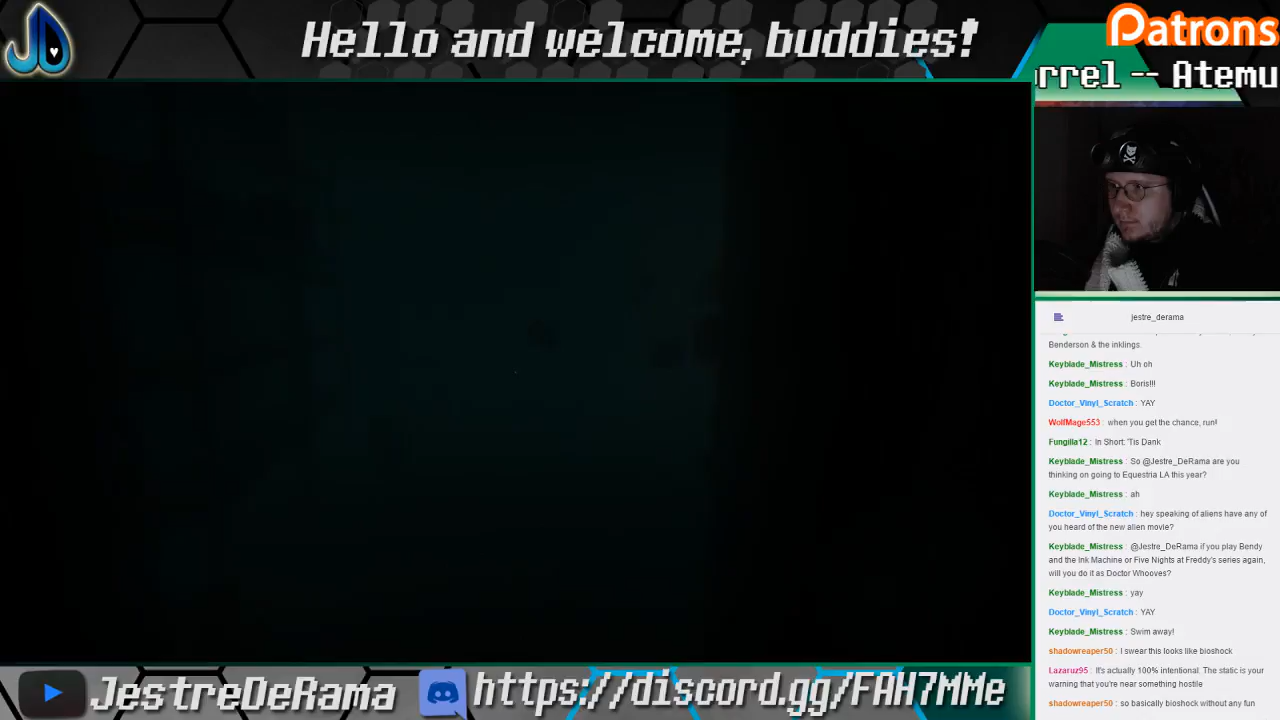 Hello and welcome, buddies!
Patrons
rrel -- Atemu
JD
jestre_derama
Benderson & the inklings.
Keyblade_Mistress : Uh oh
Keyblade_Mistress : Boris!!!
Doctor_Vinyl_Scratch : YAY
WolfMage553 : when you get the chance, run!
Fungilla12 : In Short: 'Tis Dank
Keyblade_Mistress : So @Jestre_DeRama are you
thinking on going to Equestria LA this year?
Keyblade_Mistress : ah
Doctor_Vinyl_Scratch : hey speaking of aliens have any of
you heard of the new alien movie?
Keyblade_Mistress : @Jestre_DeRama if you play Bendy
and the Ink Machine or Five Nights at Freddy's series again,
will you do it as Doctor Whooves?
Keyblade_Mistress : yay
Doctor_Vinyl_Scratch : YAY
Keyblade_Mistress : Swim away!
shadowreaper50 : I swear this looks like bioshock
Lazaruz95 : It's actually 100% intentional. The static is your
warning that you're near something hostile
shadowreaper50 : so basically bioshock without any fun
JestreDeRama
https://discord.gg/FAH7MMe